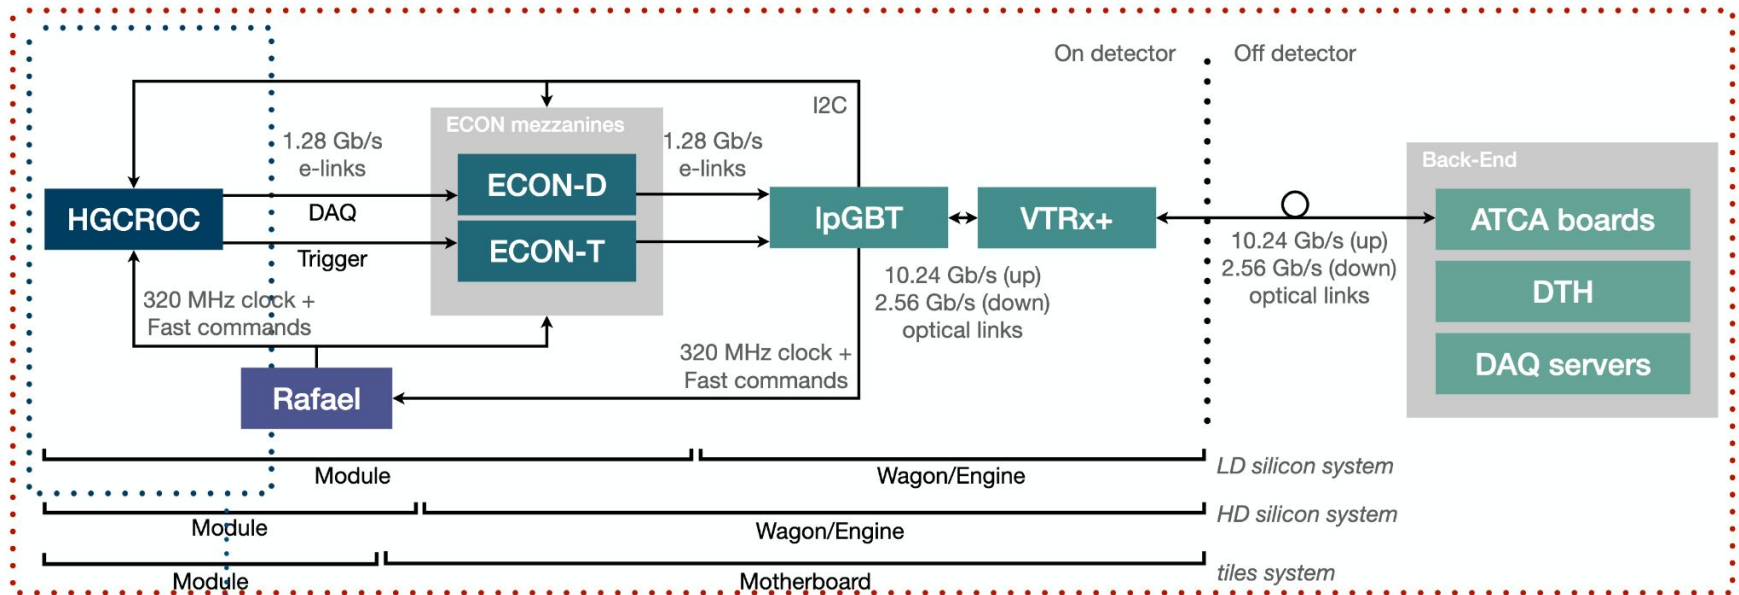 On detector
Off detector
I2C
ECON mezzanines
1.28 Gb/s
e-links
1.28 Gb/s
e-links
Back-End
HGCROC
DAQ
Trigger
ECON-D
ECON-T
lpGBT
VTRx+
ATCA boards
DTH
DAQ servers
10.24 Gb/s (up)
2.56 Gb/s (down)
optical links
10.24 Gb/s (up)
2.56 Gb/s (down)
optical links
320 MHz clock +
Fast commands
320 MHz clock +
Fast commands
Rafael
Module
Wagon/Engine
LD silicon system
Module
Wagon/Engine
HD silicon system
Module
Motherboard
tiles system